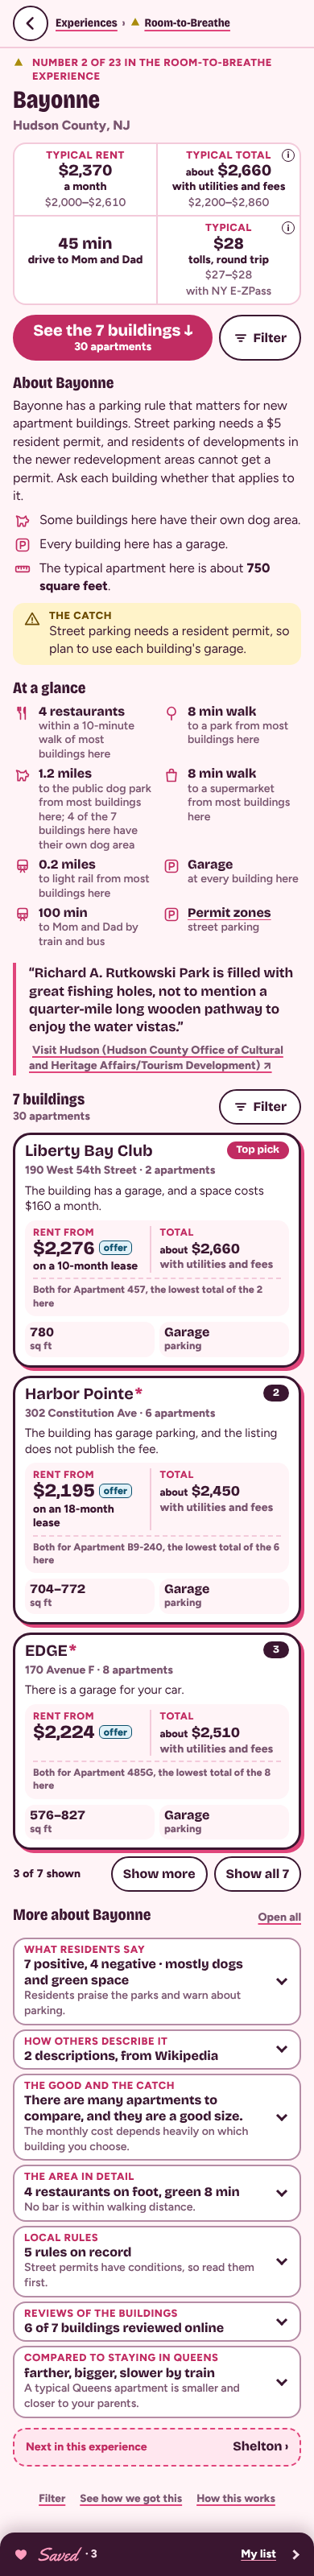 Experiences › Room-to-Breathe
NUMBER 2 OF 23 IN THE ROOM-TO-BREATHE
EXPERIENCE
Bayonne
Hudson County, NJ
TYPICAL RENT
$2,370
a month
$2,000–$2,610
TYPICAL TOTAL
about $2,660
with utilities and fees
$2,200–$2,860
45 min
drive to Mom and Dad
TYPICAL
$28
tolls, round trip
$27–$28
with NY E-ZPass
See the 7 buildings ↓
30 apartments
Filter
About Bayonne
Bayonne has a parking rule that matters for new
apartment buildings. Street parking needs a $5
resident permit, and residents of developments in
the newer redevelopment areas cannot get a
permit. Ask each building whether that applies to
it.
Some buildings here have their own dog area.
Every building here has a garage.
The typical apartment here is about 750
square feet.
THE CATCH
Street parking needs a resident permit, so
plan to use each building's garage.
At a glance
4 restaurants
within a 10-minute
walk of most
buildings here
8 min walk
to a park from most
buildings here
1.2 miles
to the public dog park
from most buildings
here; 4 of the 7
buildings here have
their own dog area
8 min walk
to a supermarket
from most buildings
here
0.2 miles
to light rail from most
buildings here
Garage
at every building here
100 min
to Mom and Dad by
train and bus
Permit zones
street parking
“Richard A. Rutkowski Park is filled with
great fishing holes, not to mention a
quarter-mile long wooden pathway to
enjoy the water vistas.”
Visit Hudson (Hudson County Office of Cultural
and Heritage Affairs/Tourism Development) ↗
7 buildings
30 apartments
Filter
Liberty Bay Club
Top pick
190 West 54th Street · 2 apartments
The building has a garage, and a space costs
$160 a month.
RENT FROM
$2,276 offer
on a 10-month lease
TOTAL
about $2,660
with utilities and fees
Both for Apartment 457, the lowest total of the 2
here
780
sq ft
Garage
parking
Harbor Pointe*
2
302 Constitution Ave · 6 apartments
The building has garage parking, and the listing
does not publish the fee.
RENT FROM
$2,195 offer
on an 18-month
lease
TOTAL
about $2,450
with utilities and fees
Both for Apartment B9-240, the lowest total of the 6
here
704–772
sq ft
Garage
parking
EDGE*
3
170 Avenue F · 8 apartments
There is a garage for your car.
RENT FROM
$2,224 offer
TOTAL
about $2,510
with utilities and fees
Both for Apartment 485G, the lowest total of the 8
here
576–827
sq ft
Garage
parking
3 of 7 shown
Show more
Show all 7
More about Bayonne
Open all
WHAT RESIDENTS SAY
7 positive, 4 negative · mostly dogs
and green space
Residents praise the parks and warn about
parking.
HOW OTHERS DESCRIBE IT
2 descriptions, from Wikipedia
THE GOOD AND THE CATCH
There are many apartments to
compare, and they are a good size.
The monthly cost depends heavily on which
building you choose.
THE AREA IN DETAIL
4 restaurants on foot, green 8 min
No bar is within walking distance.
LOCAL RULES
5 rules on record
Street permits have conditions, so read them
first.
REVIEWS OF THE BUILDINGS
6 of 7 buildings reviewed online
COMPARED TO STAYING IN QUEENS
farther, bigger, slower by train
A typical Queens apartment is smaller and
closer to your parents.
Next in this experience
Shelton ›
Filter
See how we got this
How this works
Saved · 3
My list